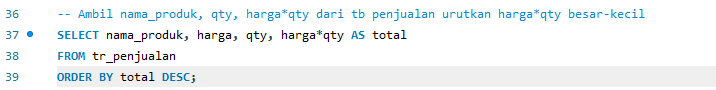 36 -- Ambil nama_produk, qty, harga*qty dari tb penjualan urutkan harga*qty besar-kecil
37 SELECT nama_produk, harga, qty, harga*qty AS total
38 FROM tr_penjualan
39 ORDER BY total DESC;